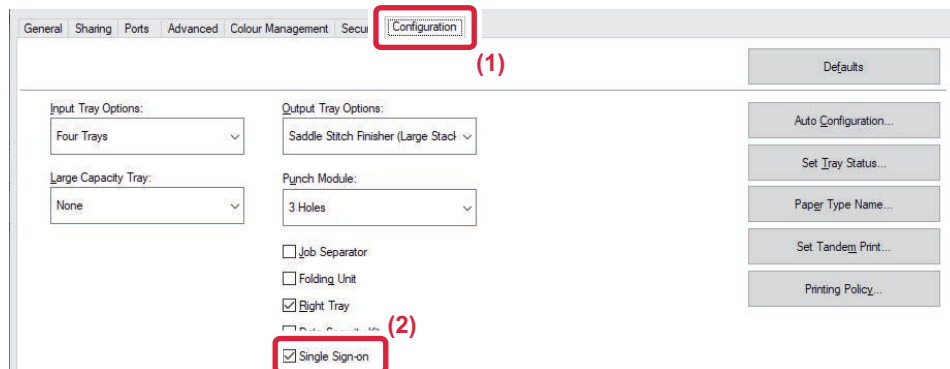 General Sharing Ports Advanced Colour Management Configuration
(1)
Defaults
Input Tray Options:
Four Trays
Output Tray Options:
Saddle Stitch Finisher (Large Stack
Auto Configuration...
Set Tray Status...
Large Capacity Tray:
None
Punch Module:
3 Holes
Paper Type Name...
Set Tandem Print...
Printing Policy...
Job Separator
Folding Unit
Right Tray
(2)
Single Sign-on